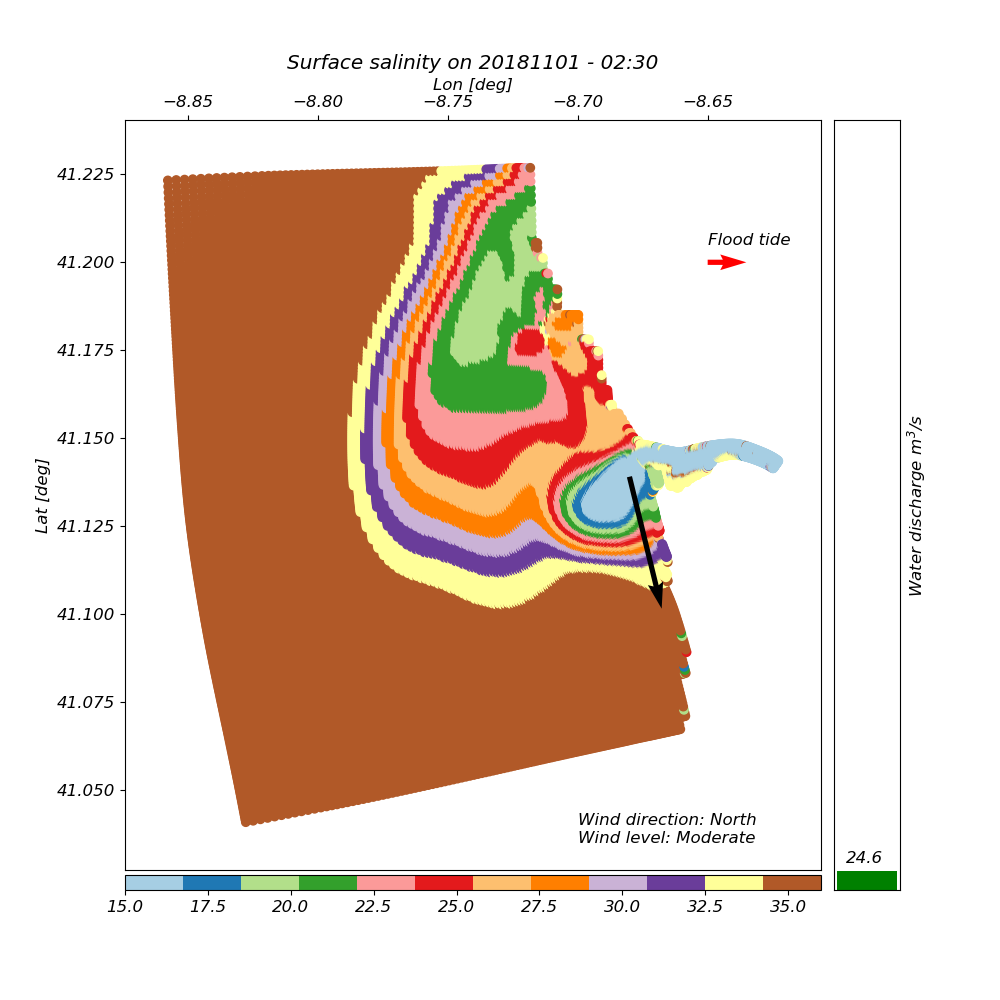 Surface salinity on 20181101 - 02:30
Lon [deg]
−8.85 −8.80 −8.75 −8.70 −8.65
41.225
41.200
41.175
41.150
41.125
41.100
41.075
41.050
Lat [deg]
Flood tide
Wind direction: North
Wind level: Moderate
15.0 17.5 20.0 22.5 25.0 27.5 30.0 32.5 35.0
24.6
Water discharge m³/s